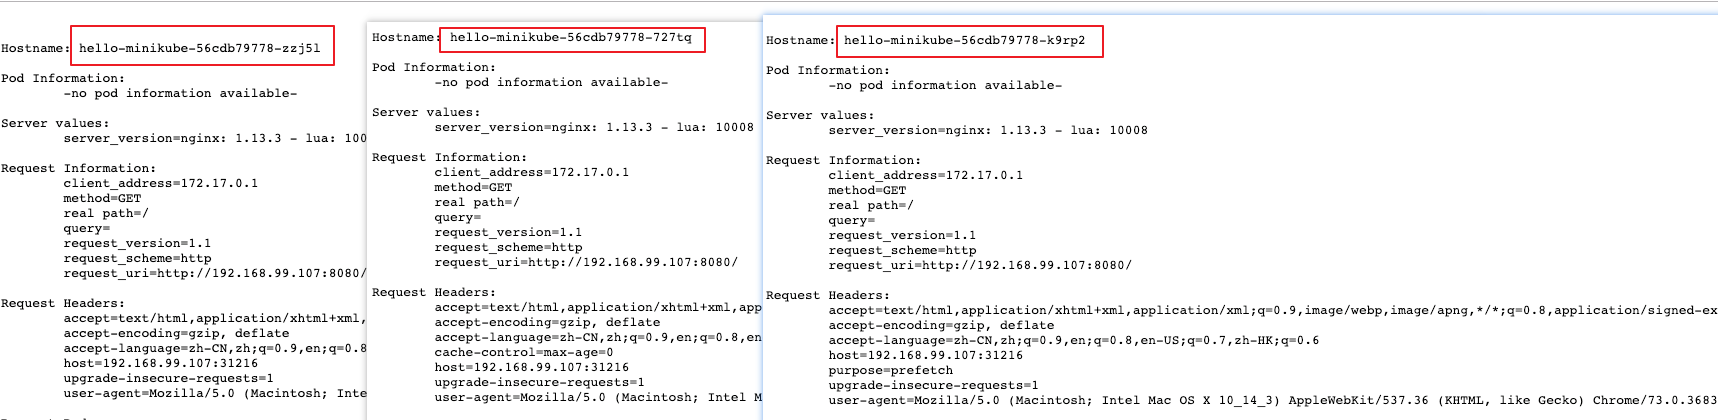 Hostname: hello-minikube-56cdb79778-zzj5l
Pod Information:
-no pod information available-
Server values:
server_version=nginx: 1.13.3 - lua: 100
Request Information:
client_address=172.17.0.1
method=GET
real path=/
query=
request_version=1.1
request_scheme=http
request_uri=http://192.168.99.107:8080/
Request Headers:
accept=text/html,application/xhtml+xml,
accept-encoding=gzip, deflate
accept-language=zh-CN,zh;q=0.9,en;q=0.8
host=192.168.99.107:31216
upgrade-insecure-requests=1
user-agent=Mozilla/5.0 (Macintosh; Inte
Hostname: hello-minikube-56cdb79778-727tq
Pod Information:
-no pod information available-
Server values:
server_version=nginx: 1.13.3 - lua: 10008
Request Information:
client_address=172.17.0.1
method=GET
real path=/
query=
request_version=1.1
request_scheme=http
request_uri=http://192.168.99.107:8080/
Request Headers:
accept=text/html,application/xhtml+xml,app
accept-encoding=gzip, deflate
accept-language=zh-CN,zh;q=0.9,en;q=0.8,en
cache-control=max-age=0
host=192.168.99.107:31216
upgrade-insecure-requests=1
user-agent=Mozilla/5.0 (Macintosh; Intel M
Hostname: hello-minikube-56cdb79778-k9rp2
Pod Information:
-no pod information available-
Server values:
server_version=nginx: 1.13.3 - lua: 10008
Request Information:
client_address=172.17.0.1
method=GET
real path=/
query=
request_version=1.1
request_scheme=http
request_uri=http://192.168.99.107:8080/
Request Headers:
accept=text/html,application/xhtml+xml,application/xml;q=0.9,image/webp,image/apng,*/*;q=0.8,application/signed-ex
accept-encoding=gzip, deflate
accept-language=zh-CN,zh;q=0.9,en;q=0.8,en-US;q=0.7,zh-HK;q=0.6
host=192.168.99.107:31216
purpose=prefetch
upgrade-insecure-requests=1
user-agent=Mozilla/5.0 (Macintosh; Intel Mac OS X 10_14_3) AppleWebKit/537.36 (KHTML, like Gecko) Chrome/73.0.3683